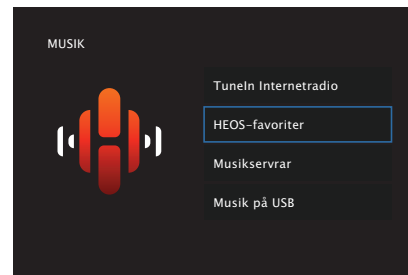 MUSIK
TuneIn Internetradio
HEOS-favoriter
Musikservrar
Musik på USB